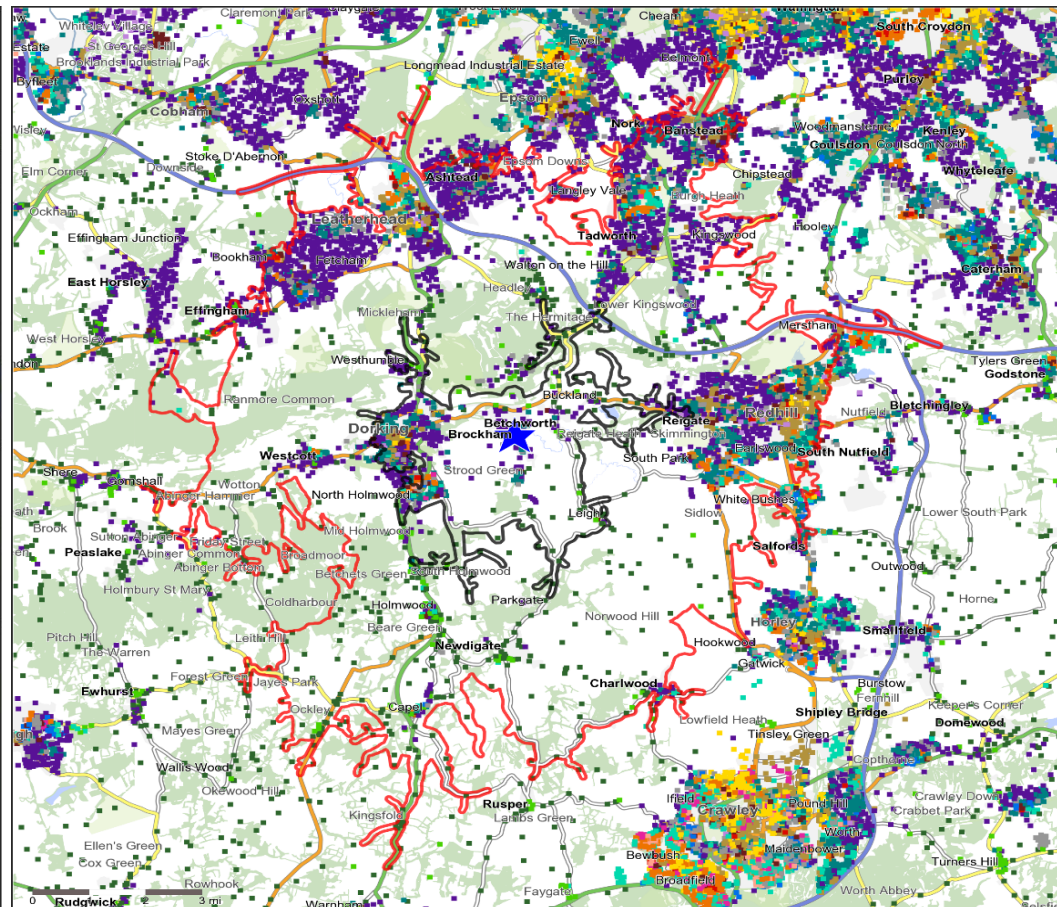 Claremont Park
Cheam
Wallington
Whiteley Village
South Croydon
St Georges Hill
Ewell
Estate
Brooklands Industrial Park
Longmead Industrial Estate
Belmont
Byfleet
Purley
Oxshott
Epsom
Cobham
Nork
Banstead
Woodmansterne
Kenley
Visley
Coulsdon
Coulsdon North
Stoke D'Abernon
Epsom Downs
Elm Corner
Downside
Ashtead
Chipstead
Whyteleafe
Langley Vale
Burgh Heath
Ockham
Leatherhead
Hooley
Effingham Junction
Tadworth
Kingswood
Bookham
Fetcham
Walton on the Hill
Caterham
East Horsley
Headley
Lower Kingswood
Effingham
Mickleham
The Hermitage
Merstham
West Horsley
Westhumble
Tylers Green
ndon
Godstone
Ranmore Common
Buckland
Bletchingley
Redhill
Nutfield
Dorking
Betchworth
Reigate
Brockham
Reigate Heath
Skimmington
Westcott
Earlswood
South Nutfield
South Park
Shere
Strood Green
Gomshall
Wotton
North Holmwood
White Bushes
Abinger Hammer
Leigh
Sidlow
Lower South Park
Brook
Sutton Abinger
Friday Street
Mid Holmwood
Peaslake
Abinger Common
Broadmoor
Salfords
Abinger Bottom
Betchets Green
South Holmwood
Outwood
Holmbury St Mary
Coldharbour
Parkgate
Horne
Holmwood
Norwood Hill
Pitch Hill
Leith Hill
Beare Green
Horley
Smallfield
The Warren
Newdigate
Hookwood
Gatwick
Forest Green
Jayes Park
Charlwood
Burstow
Ewhurst
Fernhill
Ockley
Capel
Shipley Bridge
Keeper's Corner
Lowfield Heath
Domewood
Mayes Green
Tinsley Green
gh
Wallis Wood
Copthorne
Okewood Hill
Rusper
Ifield
Crawley
Pound Hill
Crawley Down
Kingsfold
Lambs Green
Crabbet Park
Worth
Ellen's Green
Maidenbower
Cox Green
Bewbush
Turners Hill
Rowhook
Faygate
Broadfield
Worth Abbey
0 2 3 mi
Rudgwick
Warnham